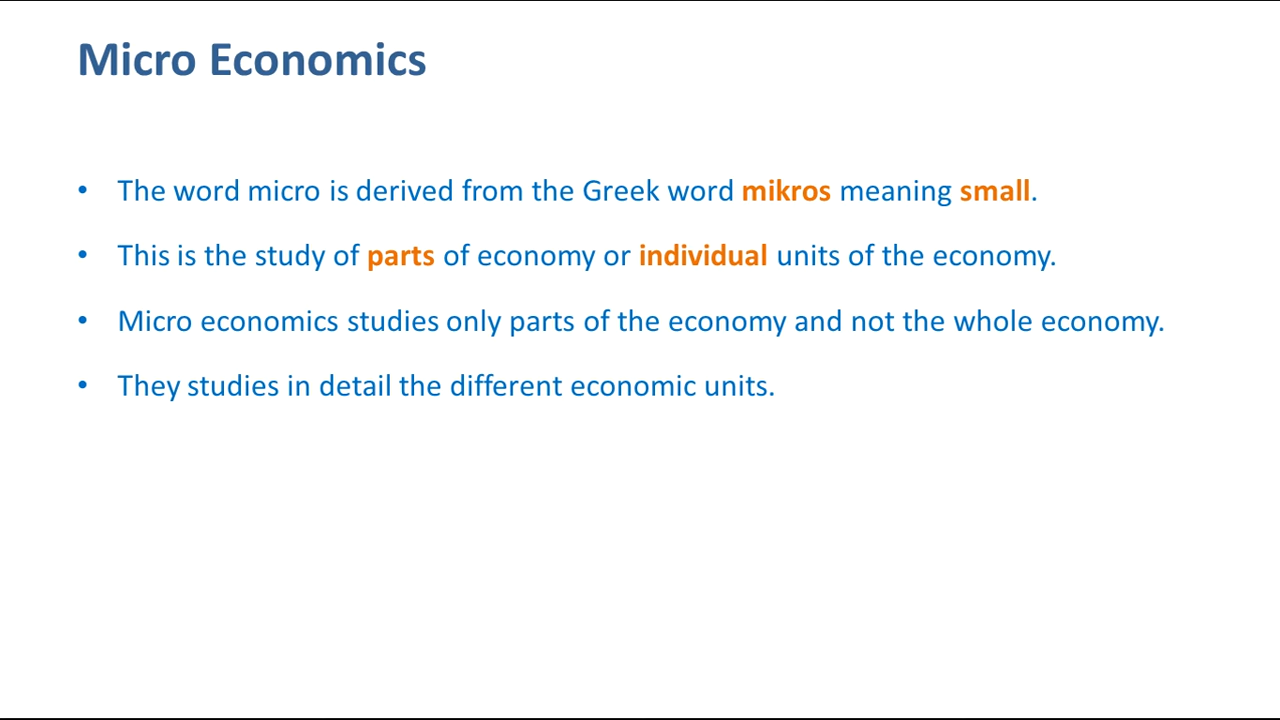 Micro Economics
• The word micro is derived from the Greek word mikros meaning small.
• This is the study of parts of economy or individual units of the economy.
• Micro economics studies only parts of the economy and not the whole economy.
• They studies in detail the different economic units.